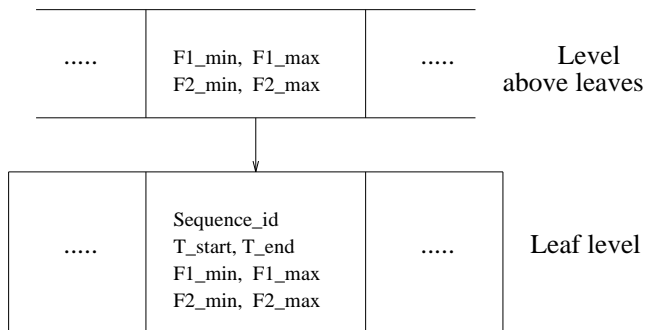 .....
F1_min, F1_max
F2_min, F2_max
.....
Level
above leaves
.....
Sequence_id
T_start, T_end
F1_min, F1_max
F2_min, F2_max
.....
Leaf level